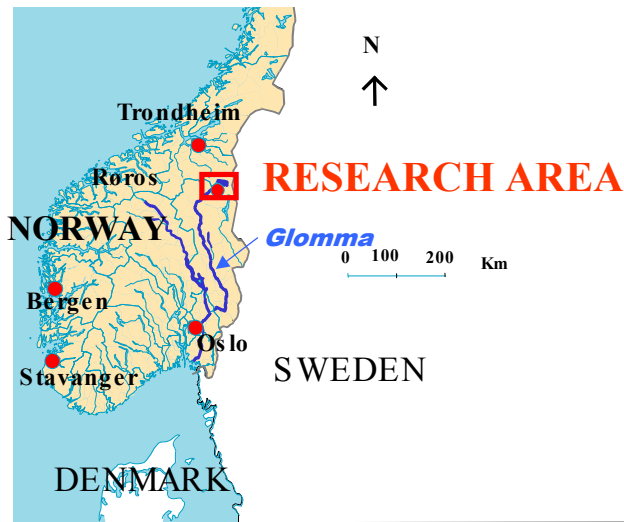 N
Trondheim
Røros
RESEARCH AREA
NORWAY
Glomma
0 100 200 Km
Bergen
Oslo
Stavanger
SWEDEN
DENMARK